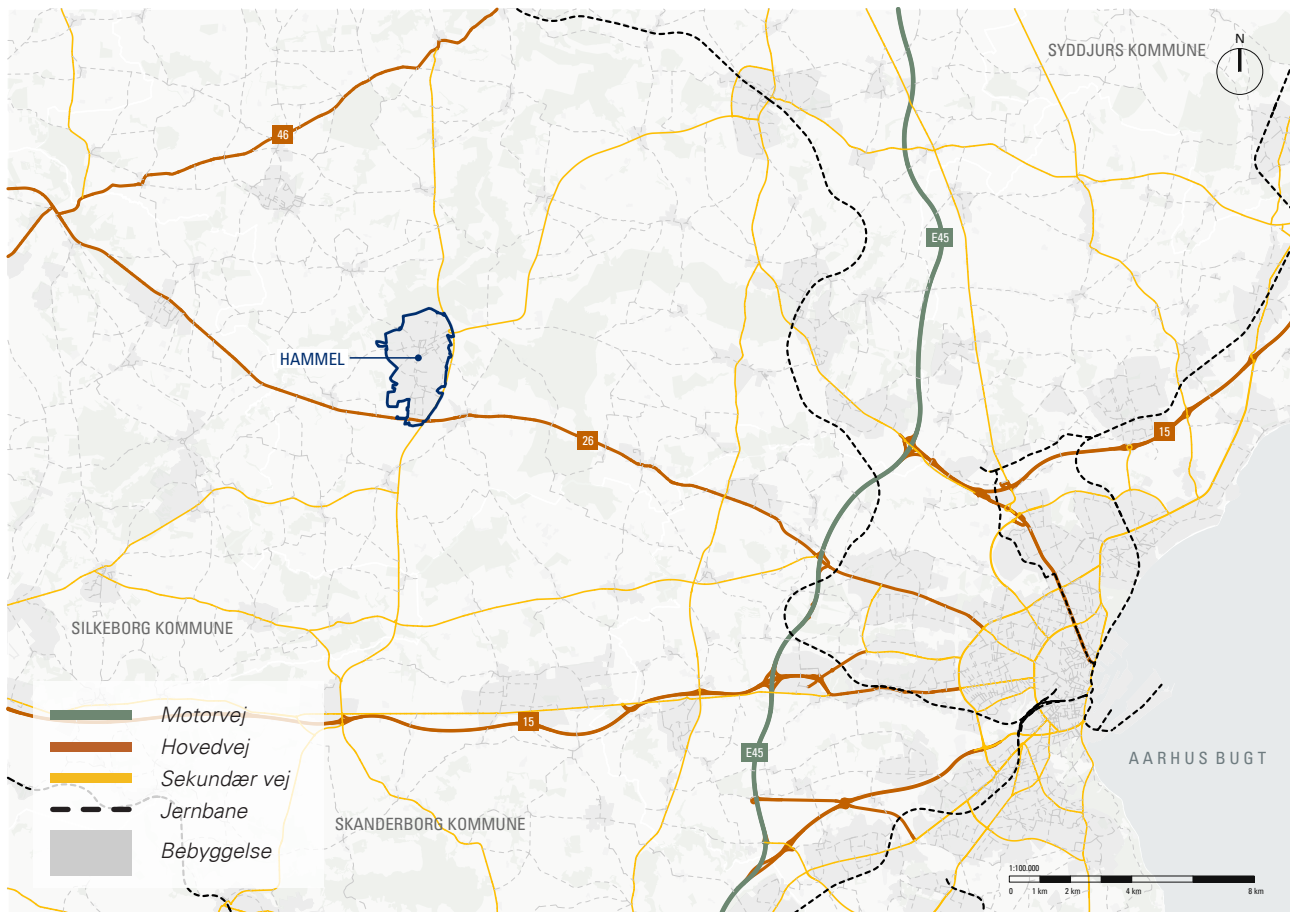 SYDDJURS KOMMUNE
N
46
E45
HAMMEL
26
15
SILKEBORG KOMMUNE
15
E45
AARHUS BUGT
SKANDERBORG KOMMUNE
Motorvej
Hovedvej
Sekundær vej
Jernbane
Bebyggelse
1:100.000
0 1 km 2 km 4 km 8 km